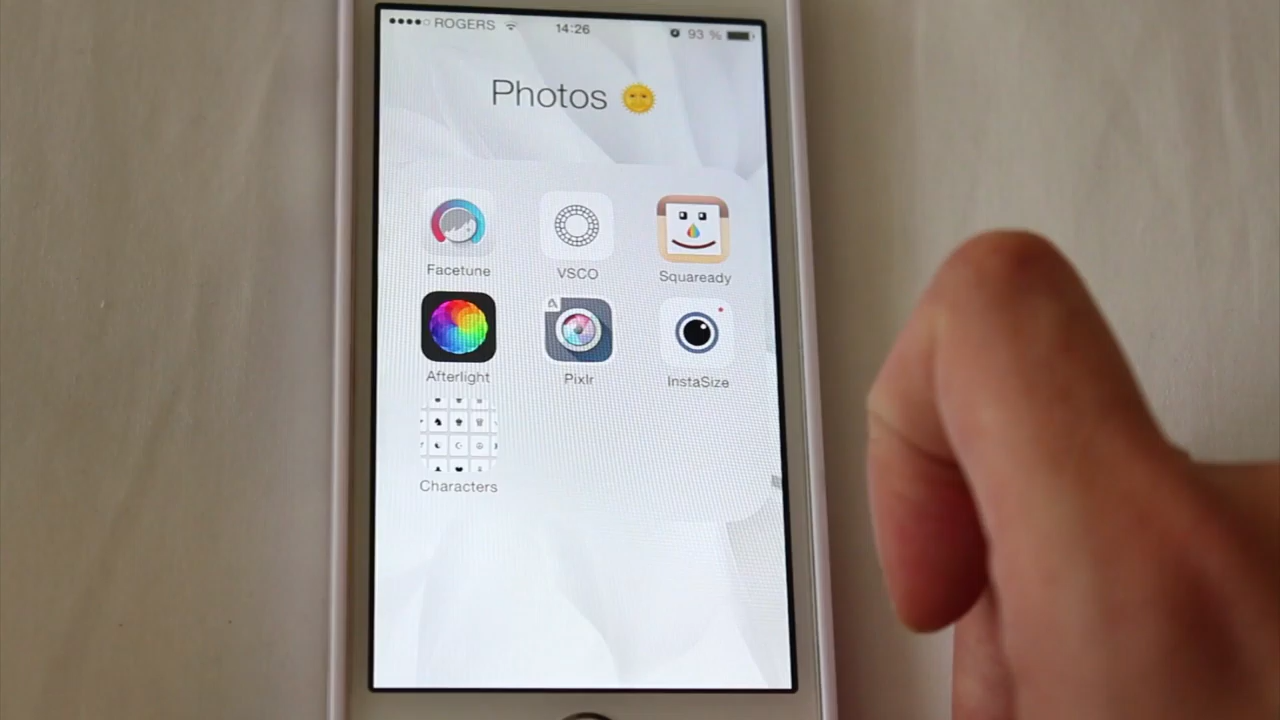 ROGERS 14:26 93 %
Photos
Facetune VSCO Squaready
Afterlight Pixlr InstaSize
Characters